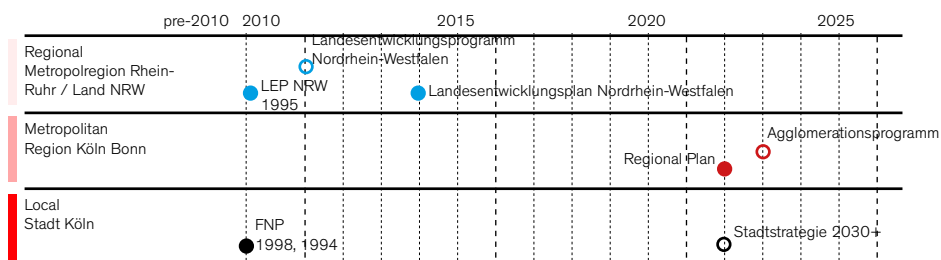 pre-2010 2010 2015 2020 2025
Regional
Metropolregion Rhein-
Ruhr / Land NRW
Landesentwicklungsprogramm
Nordrhein-Westfalen
LEP NRW
1995
Landesentwicklungsplan Nordrhein-Westfalen
Metropolitan
Region Köln Bonn
Agglomerationsprogramm
Regional Plan
Local
Stadt Köln
FNP
1998, 1994
Stadtstrategie 2030+